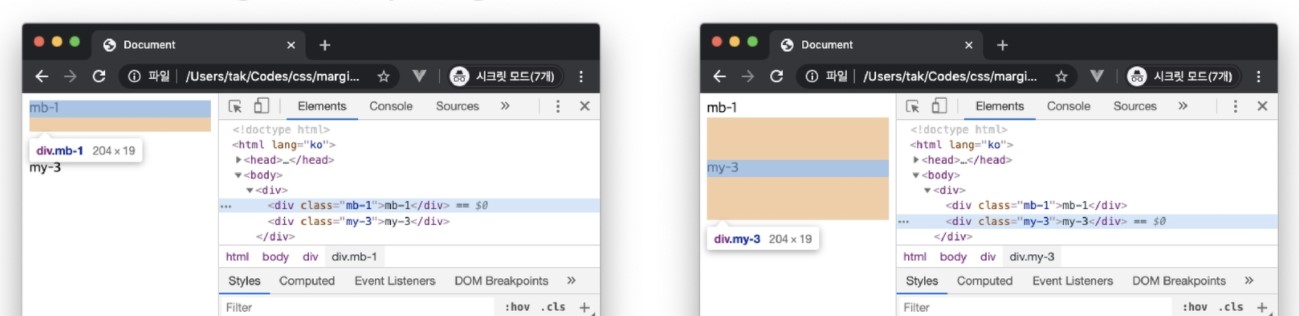 Document × +
파일 /Users/tak/Codes/css/margi... 시크릿 모드(7개)
mb-1
div.mb-1 204 × 19
my-3
Elements Console Sources »
<!doctype html>
<html lang="ko">
<head>…</head>
<body>
<div>
<div class="mb-1">mb-1</div> == $0
<div class="my-3">my-3</div>
</div>
html body div div.mb-1
Styles Computed Event Listeners DOM Breakpoints »
Filter :hov .cls +
Document × +
파일 /Users/tak/Codes/css/margi... 시크릿 모드(7개)
mb-1
my-3
div.my-3 204 × 19
Elements Console Sources »
<!doctype html>
<html lang="ko">
<head>…</head>
<body>
<div>
<div class="mb-1">mb-1</div>
<div class="my-3">my-3</div> == $0
</div>
html body div div.my-3
Styles Computed Event Listeners DOM Breakpoints »
Filter :hov .cls +